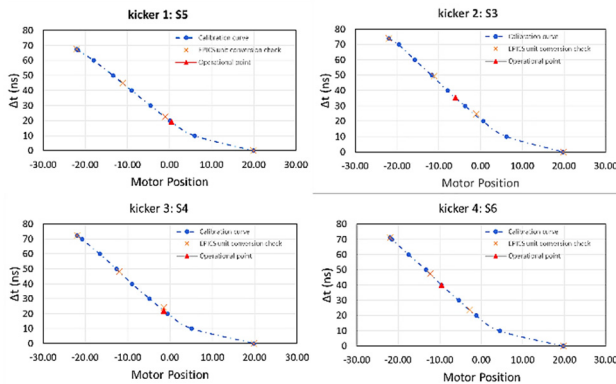 kicker 1: S5
80
70
60
50
40
30
20
10
0
Δt (ns)
Calibration curve
EPICS unit conversion check
Operational point
-30.00 -20.00 -10.00 0.00 10.00 20.00 30.00
Motor Position
kicker 2: S3
80
70
60
50
40
30
20
10
0
Δt (ns)
Calibration curve
EPICS unit conversion check
Operational point
-30.00 -20.00 -10.00 0.00 10.00 20.00 30.00
Motor Position
kicker 3: S4
80
70
60
50
40
30
20
10
0
Δt (ns)
Calibration curve
EPICS unit conversion check
Operational point
-30.00 -20.00 -10.00 0.00 10.00 20.00 30.00
Motor Position
kicker 4: S6
80
70
60
50
40
30
20
10
0
Δt (ns)
Calibration curve
EPICS unit conversion check
Operational point
-30.00 -20.00 -10.00 0.00 10.00 20.00 30.00
Motor Position